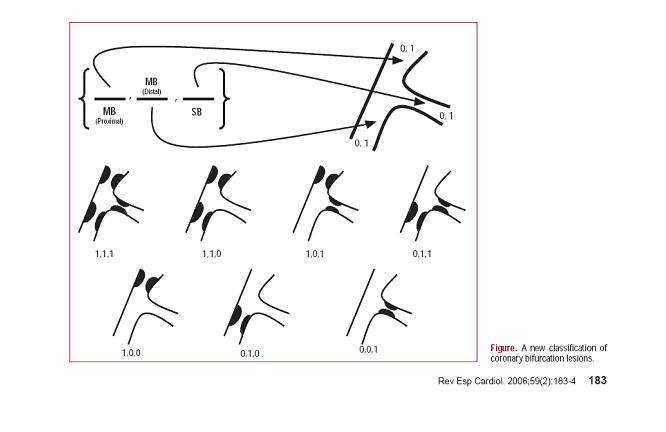 0, 1
MB
(Distal)
MB
(Proximal)
, ,
SB
0, 1
0, 1
1,1,1
1,1,0
1,0,1
0,1,1
1,0,0
0,1,0
0,0,1
Figure. A new classification of
coronary bifurcation lesions.
Rev Esp Cardiol. 2006;59(2):183-4 183